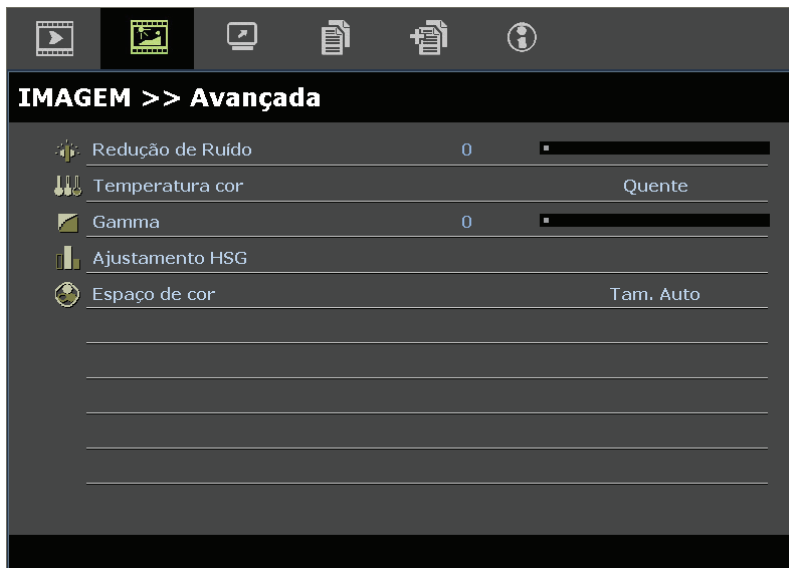 IMAGEM >> Avançada
Redução de Ruído 0
Temperatura cor Quente
Gamma 0
Ajustamento HSG
Espaço de cor Tam. Auto